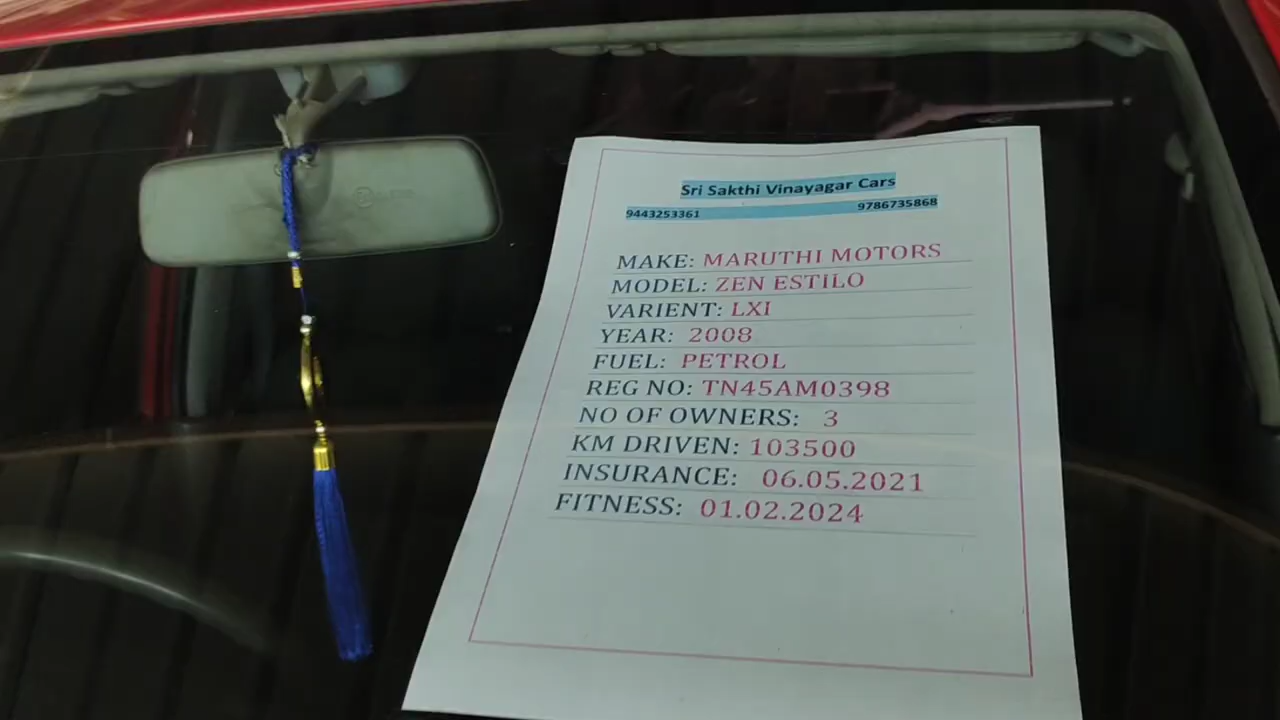 Sri Sakthi Vinayagar Cars
9443253361 9786735868
MAKE: MARUTHI MOTORS
MODEL: ZEN ESTILO
VARIENT: LXI
YEAR: 2008
FUEL: PETROL
REG NO: TN45AM0398
NO OF OWNERS: 3
KM DRIVEN: 103500
INSURANCE: 06.05.2021
FITNESS: 01.02.2024